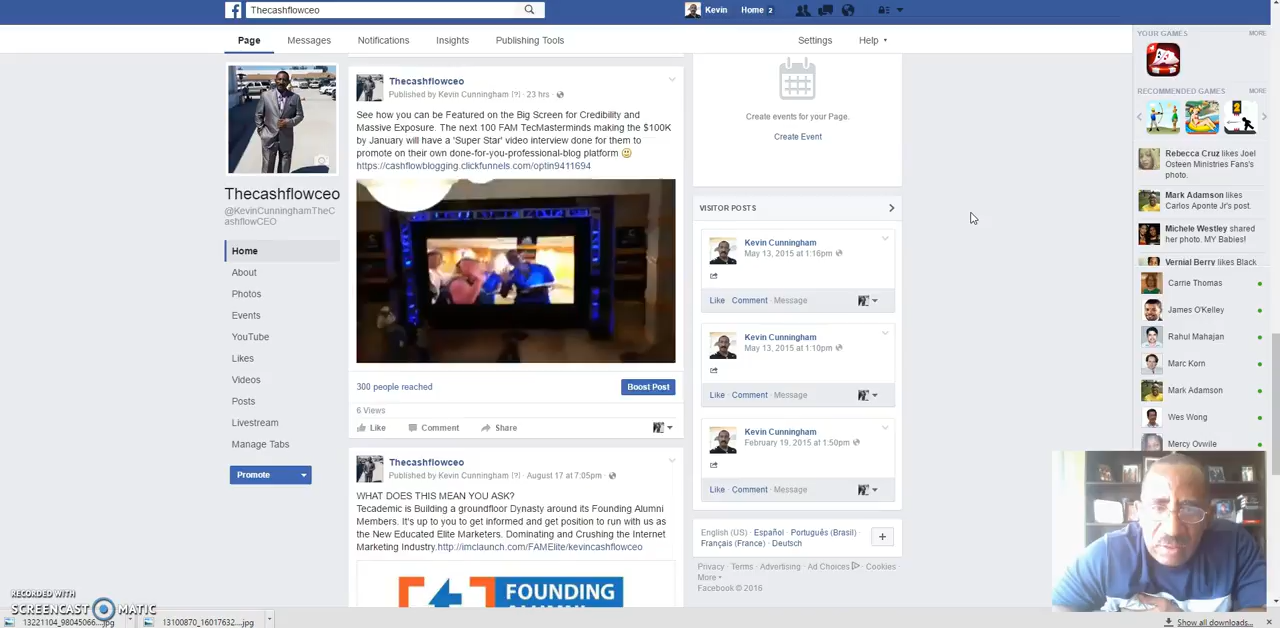 Thecashflowceo
Kevin
Home 2
Page
Messages
Notifications
Insights
Publishing Tools
Settings
Help
Thecashflowceo
@KevinCunninghamTheC
ashflowCEO
Home
About
Photos
Events
YouTube
Likes
Videos
Posts
Livestream
Manage Tabs
Promote
Thecashflowceo
Published by Kevin Cunningham [?] · 23 hrs ·
See how you can be Featured on the Big Screen for Credibility and
Massive Exposure. The next 100 FAM TecMasterminds making the $100K
by January will have a 'Super Star' video interview done for them to
promote on their own done-for-you-professional-blog platform
https://cashflowblogging.clickfunnels.com/optin9411694
300 people reached
Boost Post
6 Views
Like
Comment
Share
Thecashflowceo
Published by Kevin Cunningham [?] · August 17 at 7:05pm ·
WHAT DOES THIS MEAN YOU ASK?
Tecademic is Building a groundfloor Dynasty around its Founding Alumni
Members. It's up to you to get informed and get position to run with us as
the New Educated Elite Marketers. Dominating and Crushing the Internet
Marketing Industry.http://imclaunch.com/FAMElite/kevincashflowceo
FOUNDING
Create events for your Page.
Create Event
VISITOR POSTS
Kevin Cunningham
May 13, 2015 at 1:16pm
Like · Comment · Message
Kevin Cunningham
May 13, 2015 at 1:10pm
Like · Comment · Message
Kevin Cunningham
February 19, 2015 at 1:50pm
Like · Comment · Message
English (US) · Español · Português (Brasil) ·
Français (France) · Deutsch
Privacy · Terms · Advertising · Ad Choices · Cookies ·
More
Facebook © 2016
YOUR GAMES
MORE
RECOMMENDED GAMES
MORE
2
Rebecca Cruz likes Joel
Osteen Ministries Fans's
photo.
Mark Adamson likes
Carlos Aponte Jr's post.
Michele Westley shared
her photo. MY Babies!
Vernial Berry likes Black
Carrie Thomas
James O'Kelley
Rahul Mahajan
Marc Korn
Mark Adamson
Wes Wong
Mercy Ovwile
RECORDED WITH
SCREENCAST MATIC
13221104_98045066....jpg
13100870_16017632....jpg
Show all downloads...